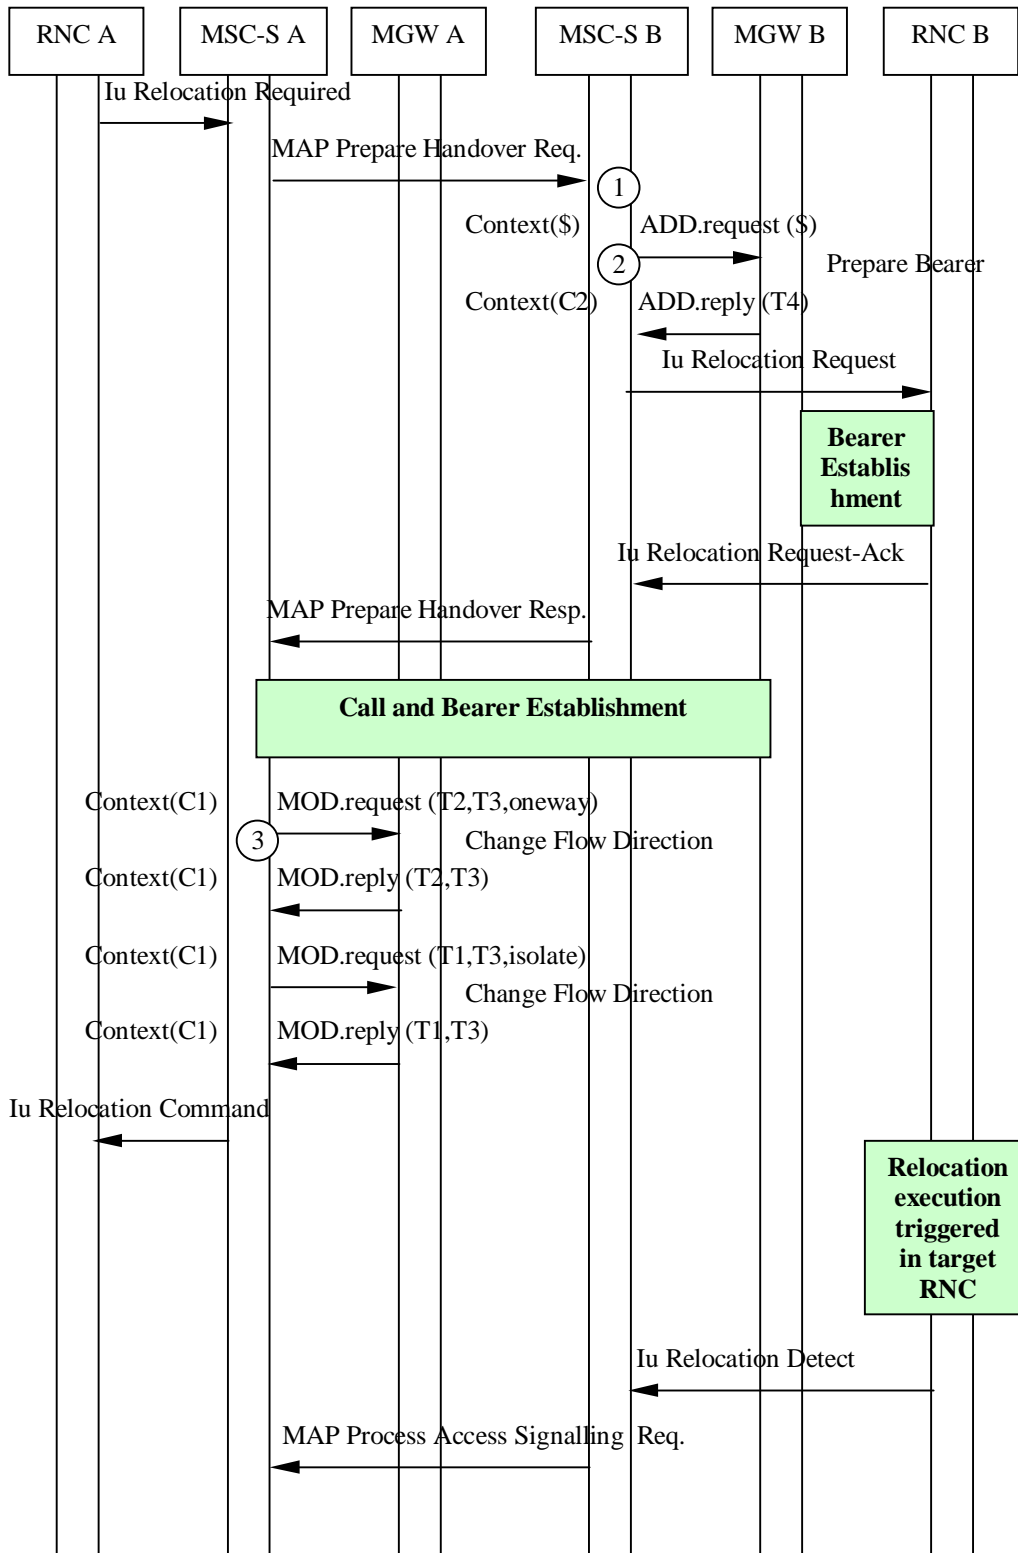 RNC A MSC-S A MGW A MSC-S B MGW B RNC B
Iu Relocation Required
MAP Prepare Handover Req.
1
Context($) ADD.request ($)
2 Prepare Bearer
Context(C2) ADD.reply (T4)
Iu Relocation Request
Bearer
Establis
hment
Iu Relocation Request-Ack
MAP Prepare Handover Resp.
Call and Bearer Establishment
Context(C1) MOD.request (T2,T3,oneway)
3 Change Flow Direction
Context(C1) MOD.reply (T2,T3)
Context(C1) MOD.request (T1,T3,isolate)
Change Flow Direction
Context(C1) MOD.reply (T1,T3)
Iu Relocation Command
Relocation
execution
triggered
in target
RNC
Iu Relocation Detect
MAP Process Access Signalling Req.